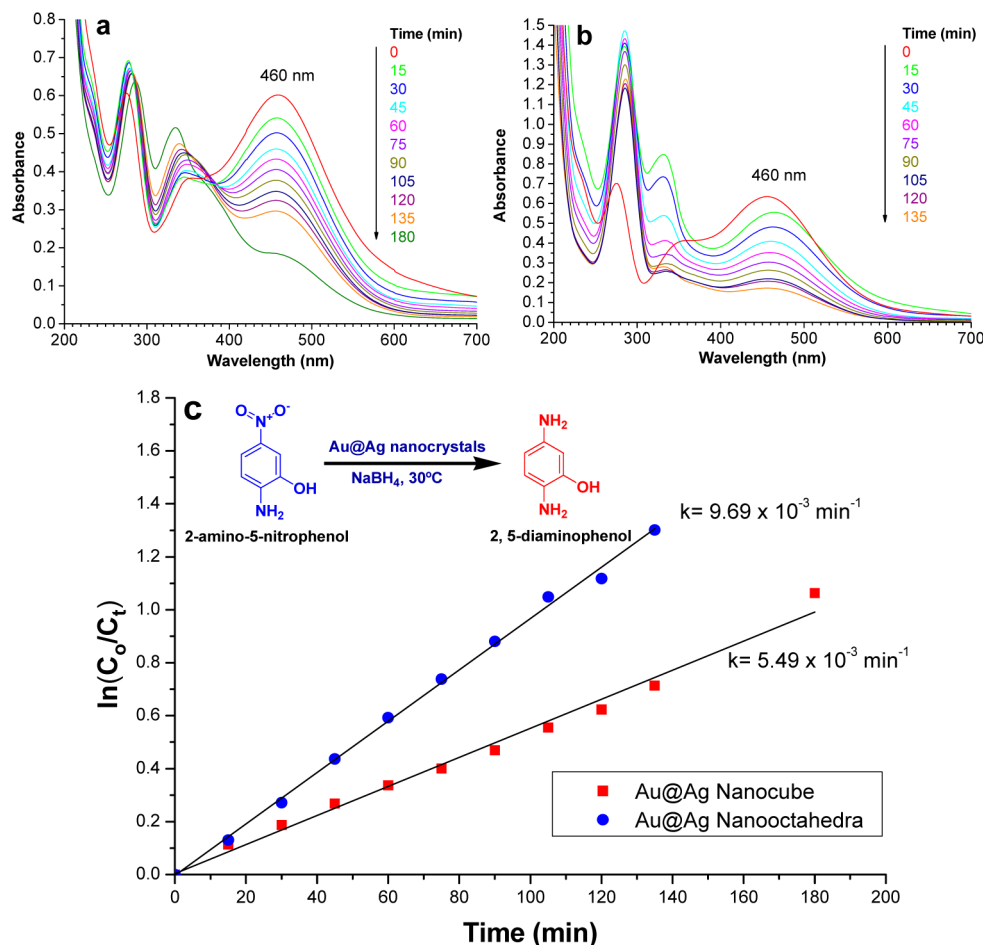 a
Absorbance
0.8
0.7
0.6
0.5
0.4
0.3
0.2
0.1
0.0
460 nm
Time (min)
0
15
30
45
60
75
90
105
120
135
180
200 300 400 500 600 700
Wavelength (nm)
b
Absorbance
1.5
1.4
1.3
1.2
1.1
1.0
0.9
0.8
0.7
0.6
0.5
0.4
0.3
0.2
0.1
0.0
460 nm
Time (min)
0
15
30
45
60
75
90
105
120
135
200 300 400 500 600 700
Wavelength (nm)
c
ln(Co/Ct)
1.8
1.6
1.4
1.2
1.0
0.8
0.6
0.4
0.2
0.0
O N⁺ O⁻
OH
NH₂
2-amino-5-nitrophenol
Au@Ag nanocrystals
NaBH₄, 30ºC
NH₂
OH
NH₂
2, 5-diaminophenol
k= 9.69 x 10⁻³ min⁻¹
k= 5.49 x 10⁻³ min⁻¹
Au@Ag Nanocube
Au@Ag Nanooctahedra
0 20 40 60 80 100 120 140 160 180 200
Time (min)